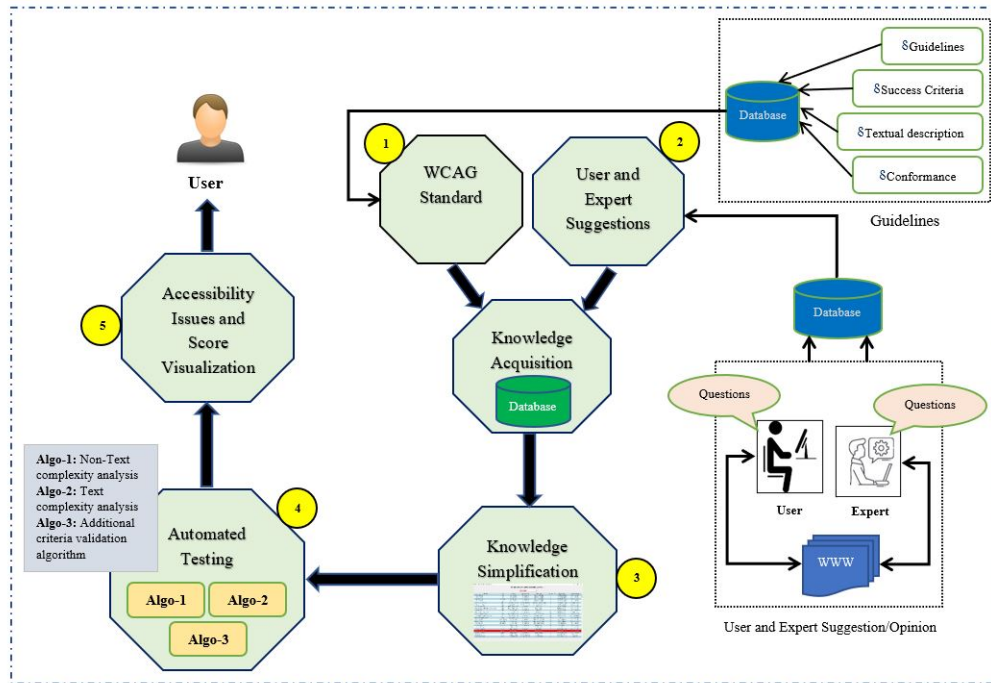 §Guidelines
§Success Criteria
§Textual description
§Conformance
Database
Guidelines
1
WCAG
Standard
2
User and
Expert
Suggestions
User
5
Accessibility
Issues and
Score
Visualization
Knowledge
Acquisition
Database
Database
Questions
Questions
User
Expert
WWW
User and Expert Suggestion/Opinion
Algo-1: Non-Text
complexity analysis
Algo-2: Text
complexity analysis
Algo-3: Additional
criteria validation
algorithm
4
Automated
Testing
Algo-1
Algo-2
Algo-3
3
Knowledge
Simplification